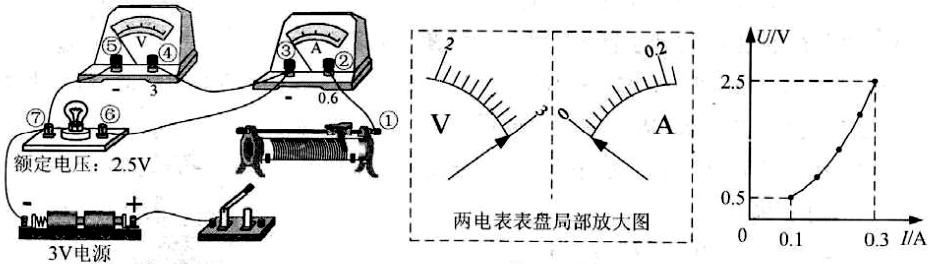 ⑤ V ④
- 3
③ A ②
- 0.6
⑦ ⑥
①
额定电压：2.5V
- +
3V电源
2 3
V
0 0.2
A
两电表表盘局部放大图
U/V
2.5
0.5
0 0.1 0.3 I/A